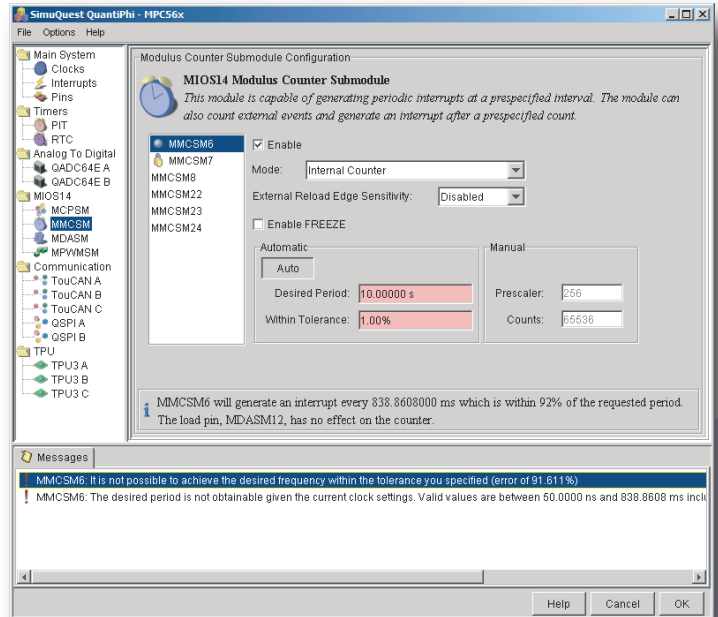 SimuQuest QuantiPhi - MPC56x
File Options Help
Main System
Clocks
Interrupts
Pins
Timers
PIT
RTC
Analog To Digital
QADC64E A
QADC64E B
MIOS14
MCPSM
MMCSM
MDASM
MPWMSM
Communication
TouCAN A
TouCAN B
TouCAN C
QSPI A
QSPI B
TPU
TPU3 A
TPU3 B
TPU3 C
Modulus Counter Submodule Configuration
MIOS14 Modulus Counter Submodule
This module is capable of generating periodic interrupts at a prespecified interval. The module can
also count external events and generate an interrupt after a prespecified count.
MMCSM6
MMCSM7
MMCSM8
MMCSM22
MMCSM23
MMCSM24
Enable
Mode: Internal Counter
External Reload Edge Sensitivity: Disabled
Enable FREEZE
Automatic
Auto
Desired Period: 10.00000 s
Within Tolerance: 1.00%
Manual
Prescaler: 256
Counts: 65536
MMCSM6 will generate an interrupt every 838.8608000 ms which is within 92% of the requested period.
The load pin, MDASM12, has no effect on the counter.
Messages
MMCSM6: It is not possible to achieve the desired frequency within the tolerance you specified (error of 91.611%)
MMCSM6: The desired period is not obtainable given the current clock settings. Valid values are between 50.0000 ns and 838.8608 ms inclu
Help Cancel OK